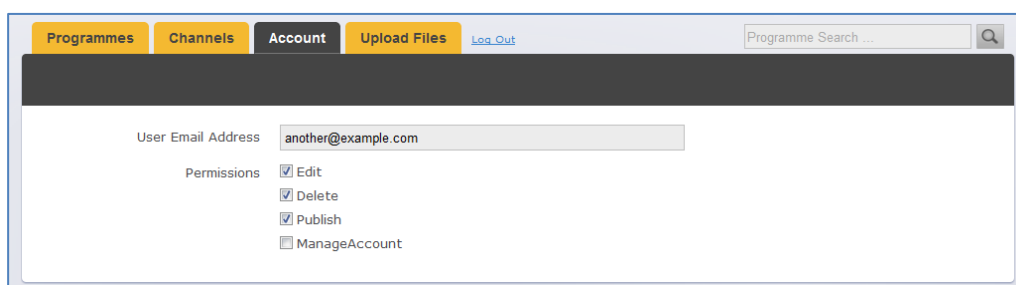 Programmes Channels Account Upload Files Log Out Programme Search ...
User Email Address another@example.com
Permissions Edit
Delete
Publish
ManageAccount